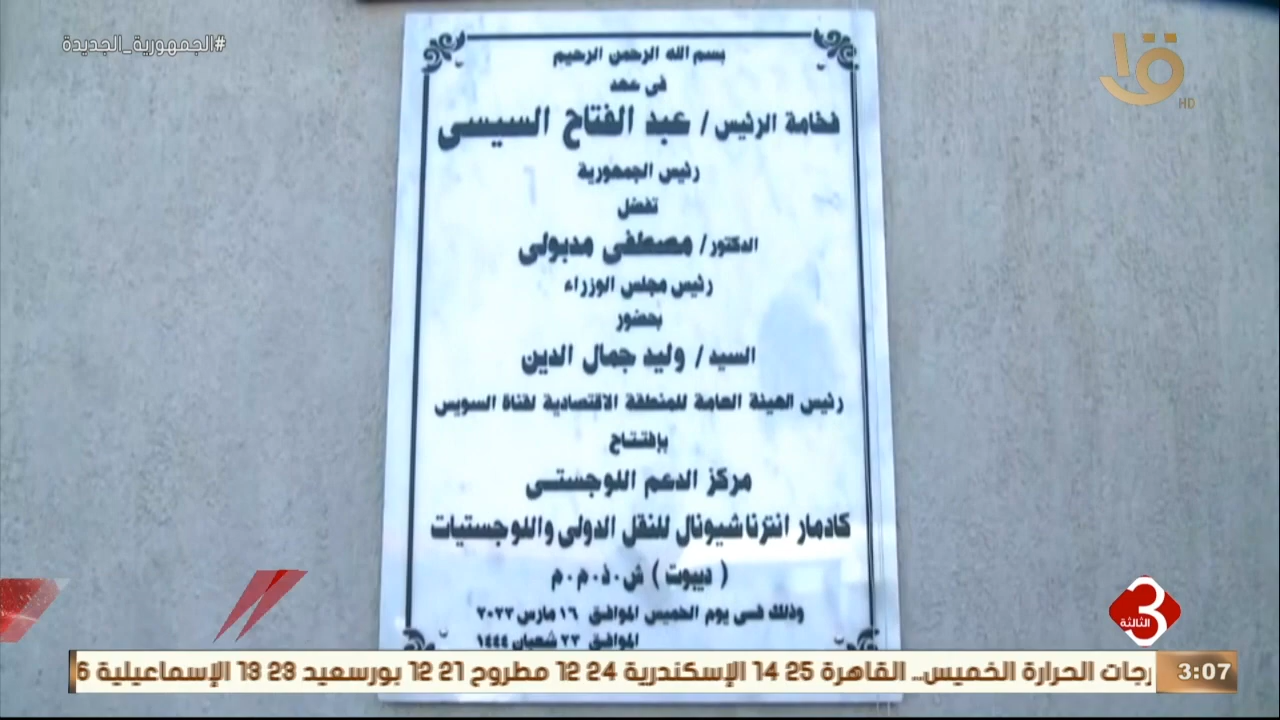 #الجمهورية_الجديدة
HD
بسم الله الرحمن الرحيم
فى عهد
فخامة الرئيس / عبد الفتاح السيسى
رئيس الجمهورية
تفضل
الدكتور / مصطفى مدبولى
رئيس مجلس الوزراء
بحضور
السيد / وليد جمال الدين
رئيس الهيئة العامة للمنطقة الاقتصادية لقناة السويس
بإفتتاح
مركز الدعم اللوجستى
كادمار انترناشيونال للنقل الدولى واللوجستيات
( ديبوت ) ش.ذ.م.م
وذلك فى يوم الخميس الموافق ١٦ مارس ٢٠٢٣
الموافق ٢٣ شعبان ١٤٤٤
3
الثالثة
رجات الحرارة الخميس.. القاهرة 25 14 الإسكندرية 24 12 مطروح 21 12 بورسعيد 23 13 الإسماعيلية 6
3:07